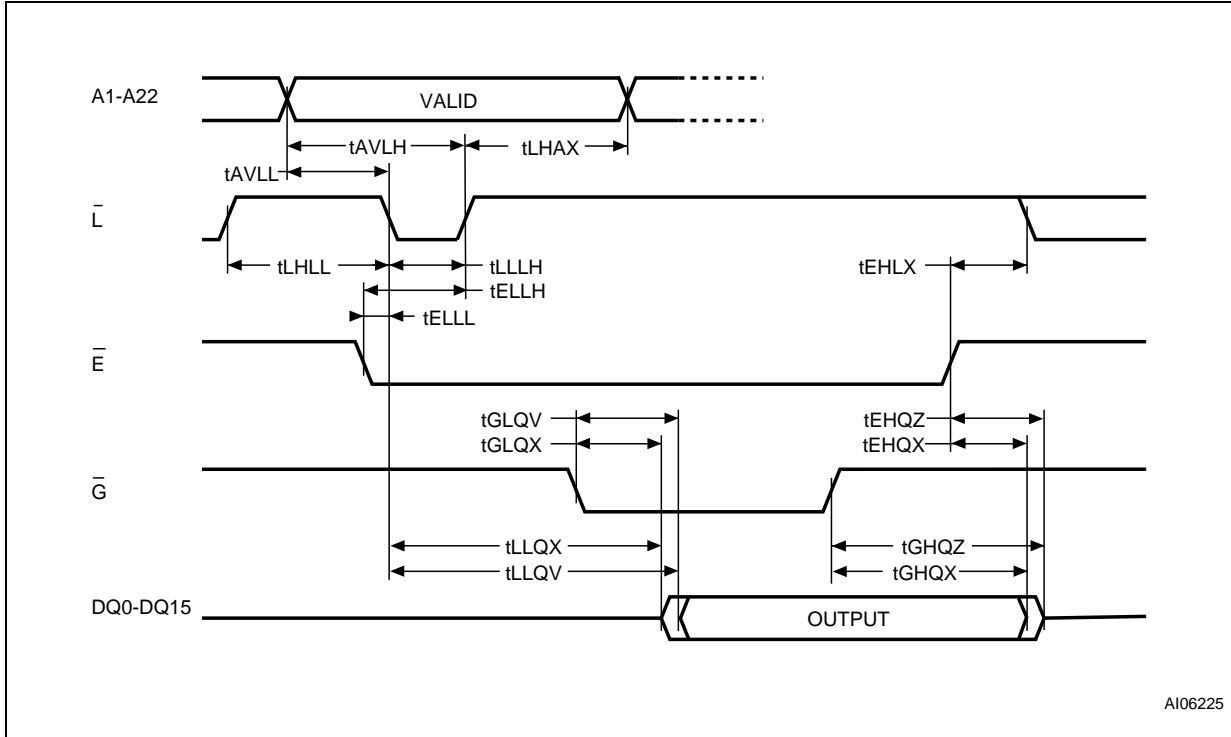 A1-A22
VALID
tAVLH
tLHAX
tAVLL
L̅
tLHLL
tLLLH
tEHLX
tELLH
tELLL
E̅
tGLQV
tEHQZ
tGLQX
tEHQX
G̅
tLLQX
tGHQZ
tLLQV
tGHQX
DQ0-DQ15
OUTPUT
AI06225